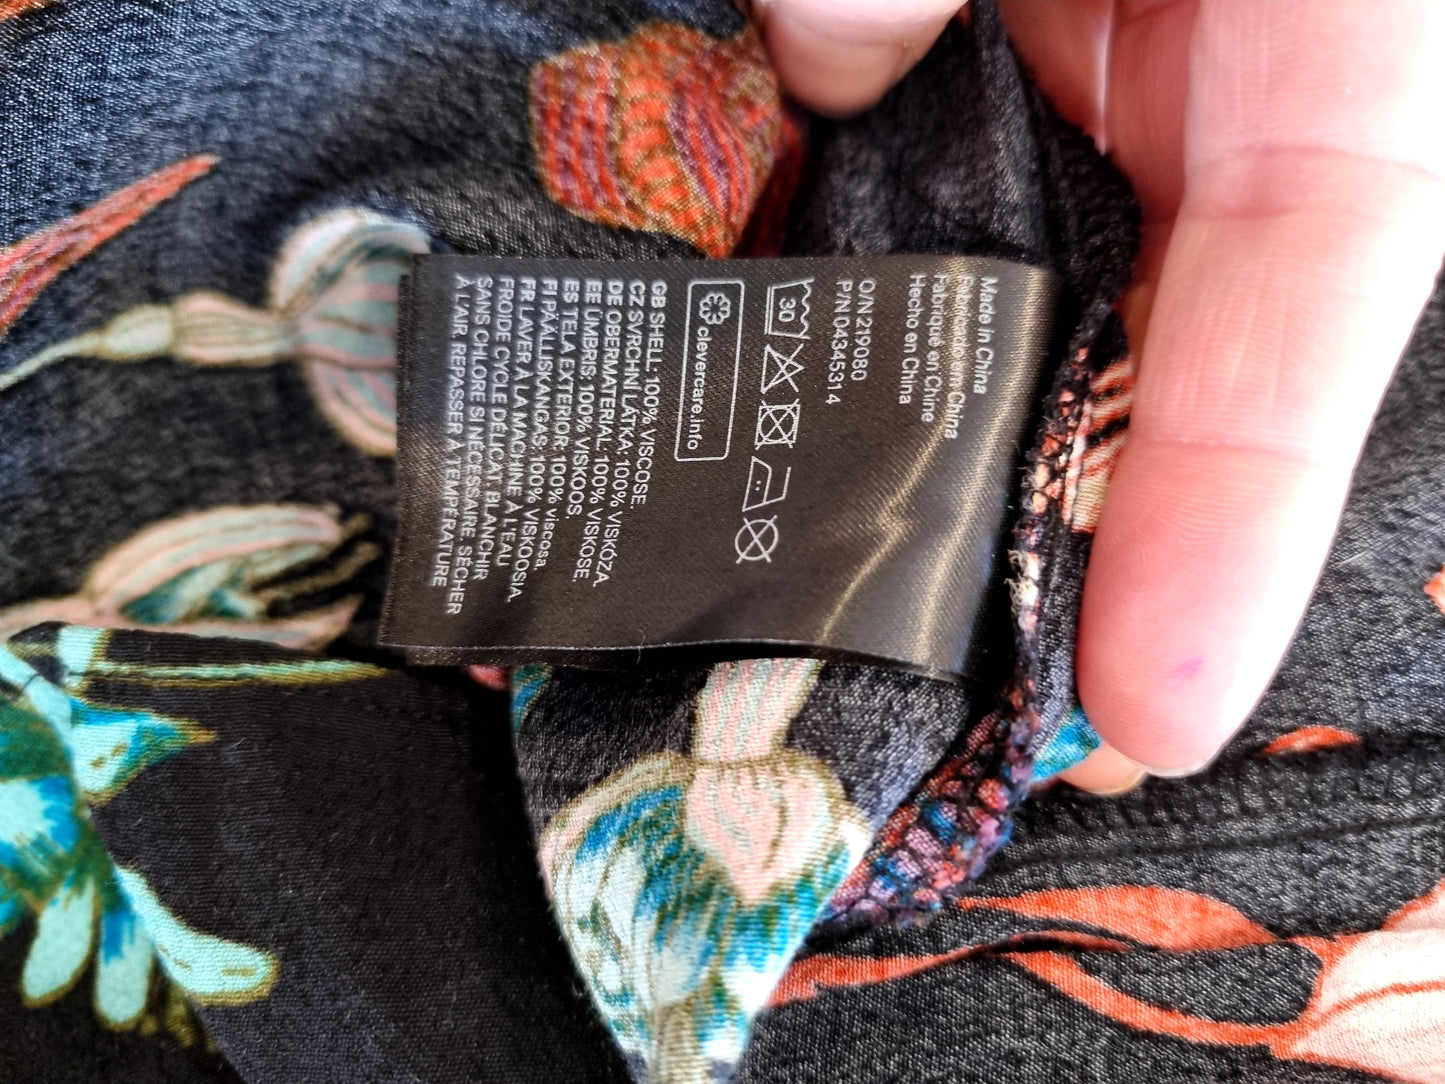 Made in China
Fabricado em China
Fabriqué en Chine
Hecho en China
O/N 219080
P/N 0434531 4
30
clevercare.info
GB SHELL: 100% VISCOSE.
CZ SVRCHNÍ LÁTKA: 100% VISKÓZA.
DE OBERMATERIAL: 100% VISKOSE.
EE ÜMBRIS: 100% VISKOOS.
ES TELA EXTERIOR: 100% viscosa.
FI PÄÄLLISKANGAS: 100% VISKOOSIA.
FR LAVER À LA MACHINE À L'EAU
FROIDE CYCLE DÉLICAT. BLANCHIR
SANS CHLORE SI NÉCESSAIRE. SÉCHER
À L'AIR. REPASSER À TEMPÉRATURE